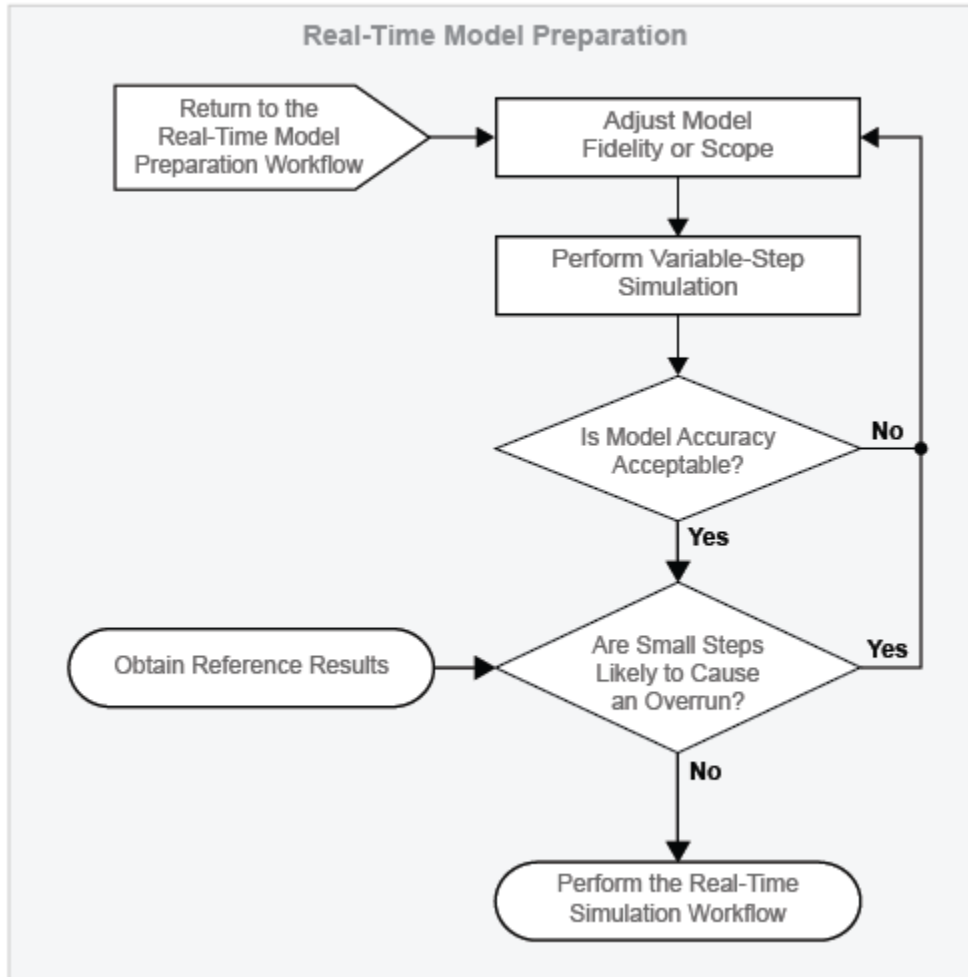 Real-Time Model Preparation
Return to the
Real-Time Model
Preparation Workflow
Adjust Model
Fidelity or Scope
Perform Variable-Step
Simulation
Is Model Accuracy
Acceptable?
No
Yes
Obtain Reference Results
Are Small Steps
Likely to Cause
an Overrun?
Yes
No
Perform the Real-Time
Simulation Workflow